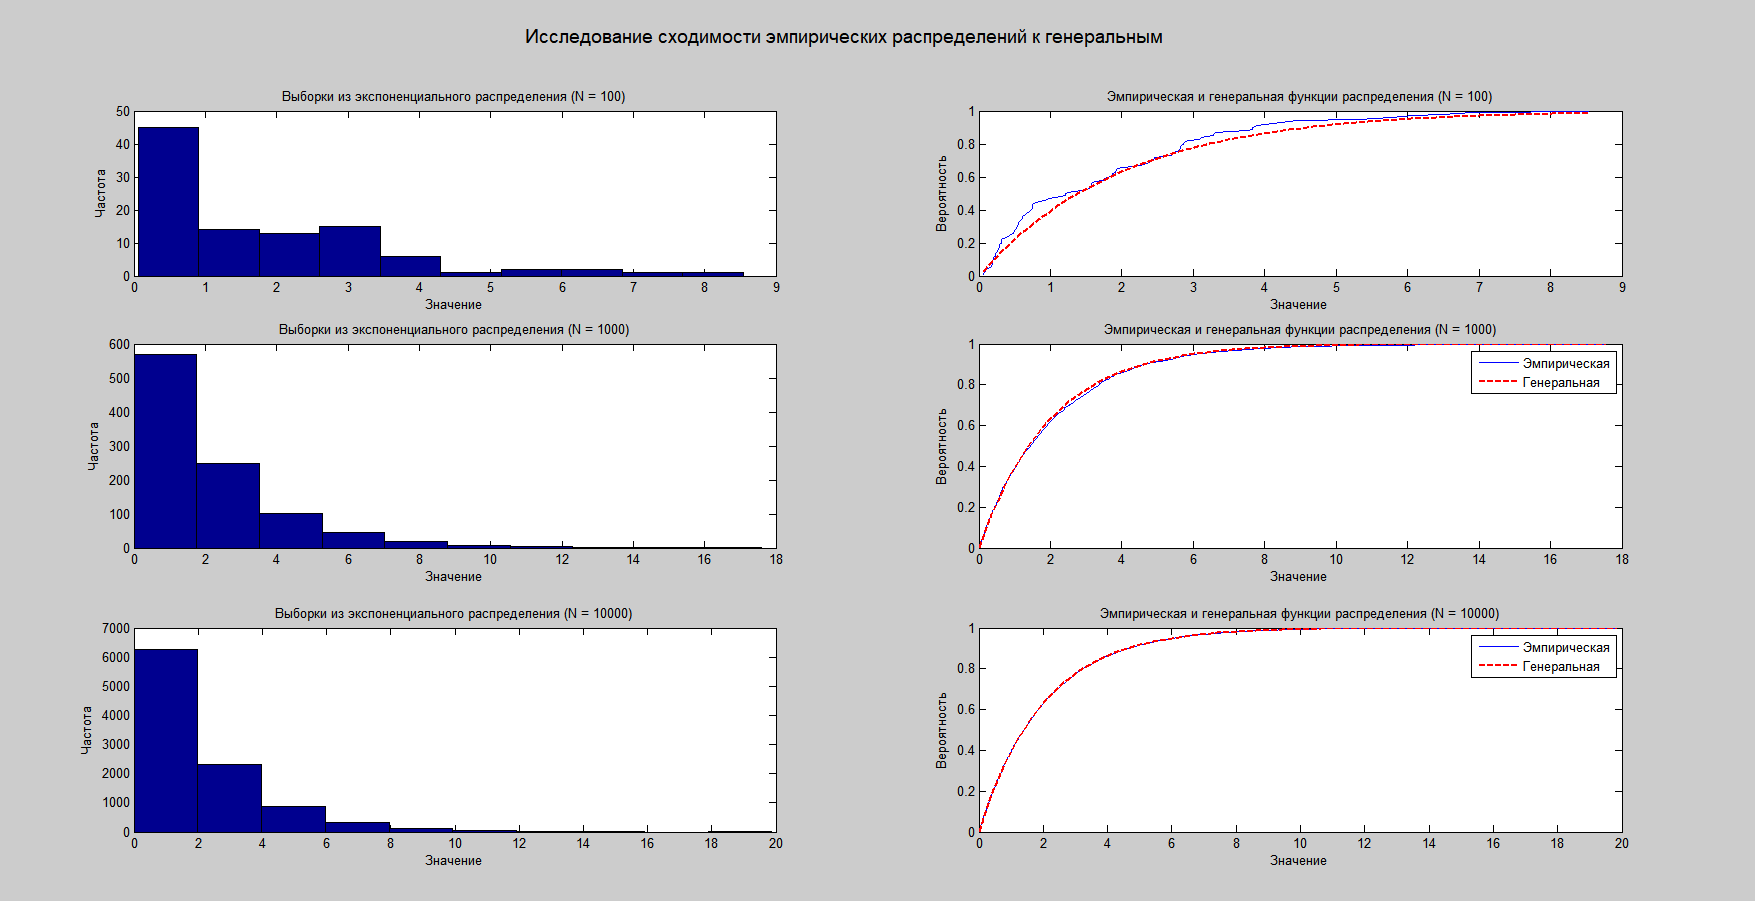 Исследование сходимости эмпирических распределений к генеральным
Выборки из экспоненциального распределения (N = 100)
50
40
30
20
10
0
Частота
0 1 2 3 4 5 6 7 8 9
Значение
Эмпирическая и генеральная функции распределения (N = 100)
1
0.8
0.6
0.4
0.2
0
Вероятность
0 1 2 3 4 5 6 7 8 9
Значение
Выборки из экспоненциального распределения (N = 1000)
600
500
400
300
200
100
0
Частота
0 2 4 6 8 10 12 14 16 18
Значение
Эмпирическая и генеральная функции распределения (N = 1000)
1
0.8
0.6
0.4
0.2
0
Вероятность
Эмпирическая
Генеральная
0 2 4 6 8 10 12 14 16 18
Значение
Выборки из экспоненциального распределения (N = 10000)
7000
6000
5000
4000
3000
2000
1000
0
Частота
0 2 4 6 8 10 12 14 16 18 20
Значение
Эмпирическая и генеральная функции распределения (N = 10000)
1
0.8
0.6
0.4
0.2
0
Вероятность
Эмпирическая
Генеральная
0 2 4 6 8 10 12 14 16 18 20
Значение